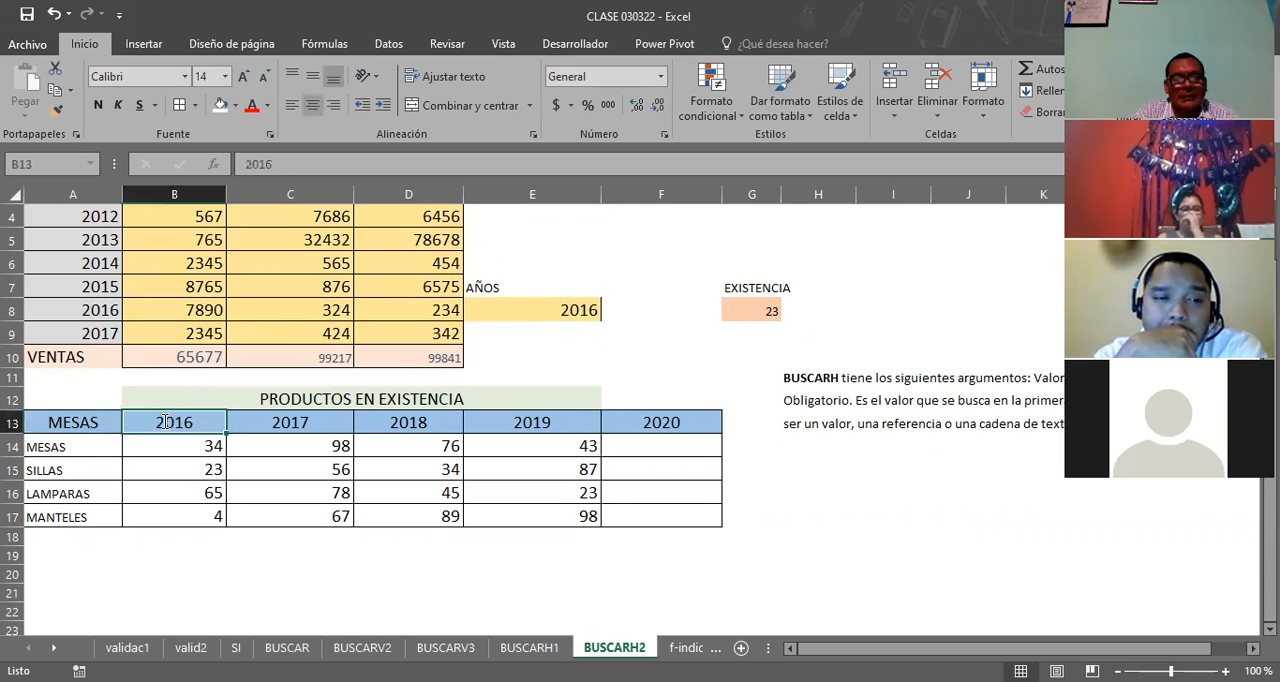 CLASE 030322 - Excel
Archivo Inicio Insertar Diseño de página Fórmulas Datos Revisar Vista Desarrollador Power Pivot ¿Qué desea hacer?
Pegar
Calibri 14
N K S
Ajustar texto
Combinar y centrar
General
$ % 000
Formato condicional
Dar formato como tabla
Estilos de celda
Insertar Eliminar Formato
Autos
Rellen
Borra
Portapapeles Fuente Alineación Número Estilos Celdas
B13 fx 2016
A B C D E F G H I J K
4 2012 567 7686 6456
5 2013 765 32432 78678
6 2014 2345 565 454
7 2015 8765 876 6575 AÑOS EXISTENCIA
8 2016 7890 324 234 2016 23
9 2017 2345 424 342
10 VENTAS 65677 99217 99841
11 BUSCARH tiene los siguientes argumentos: Valor
12 PRODUCTOS EN EXISTENCIA Obligatorio. Es el valor que se busca en la primer
13 MESAS 2016 2017 2018 2019 2020 ser un valor, una referencia o una cadena de text
14 MESAS 34 98 76 43
15 SILLAS 23 56 34 87
16 LAMPARAS 65 78 45 23
17 MANTELES 4 67 89 98
18
19
20
21
22
23
validac1 valid2 SI BUSCAR BUSCARV2 BUSCARV3 BUSCARH1 BUSCARH2 f-indic ...
Listo 100 %